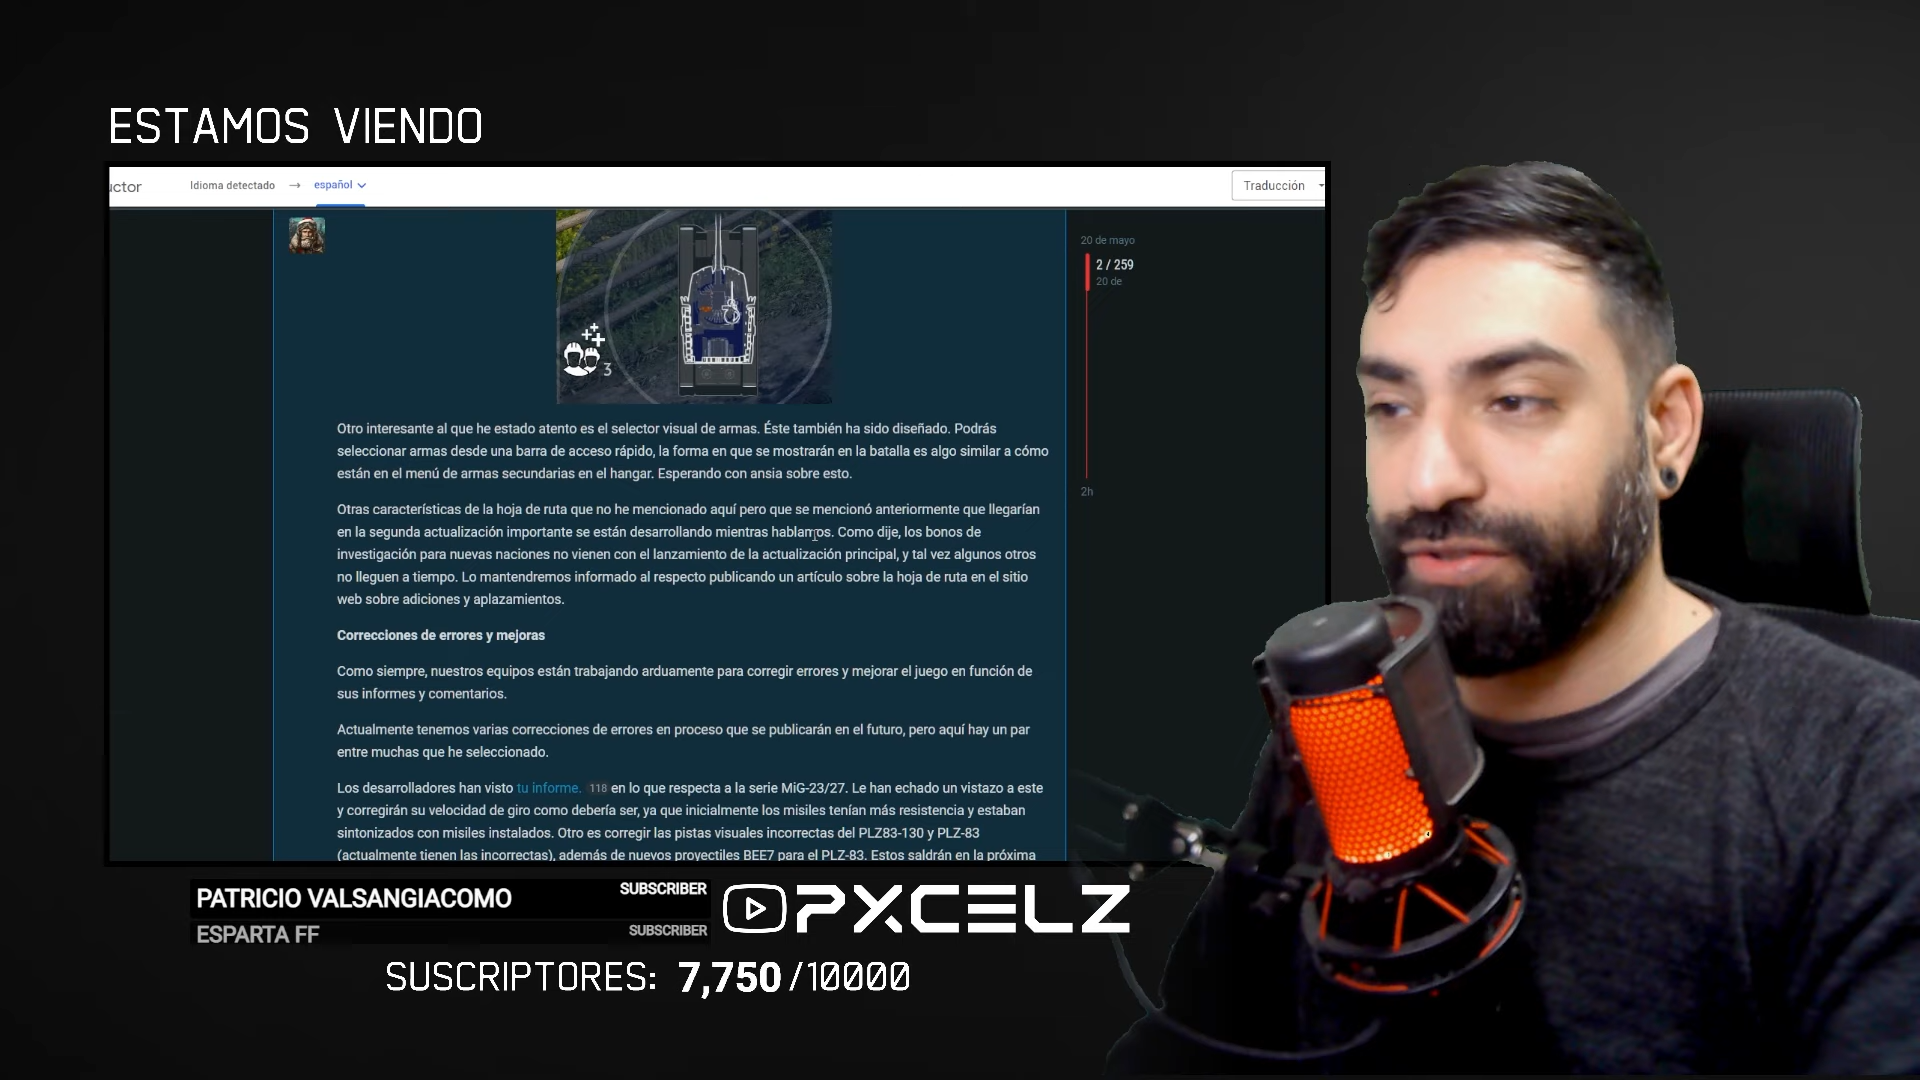 ESTAMOS VIENDO
uctor
Idioma detectado → español
Traducción
20 de mayo
2 / 259
20 de
2h
3
Otro interesante al que he estado atento es el selector visual de armas. Éste también ha sido diseñado. Podrás
seleccionar armas desde una barra de acceso rápido, la forma en que se mostrarán en la batalla es algo similar a cómo
están en el menú de armas secundarias en el hangar. Esperando con ansia sobre esto.
Otras características de la hoja de ruta que no he mencionado aquí pero que se mencionó anteriormente que llegarían
en la segunda actualización importante se están desarrollando mientras hablamos. Como dije, los bonos de
investigación para nuevas naciones no vienen con el lanzamiento de la actualización principal, y tal vez algunos otros
no lleguen a tiempo. Lo mantendremos informado al respecto publicando un artículo sobre la hoja de ruta en el sitio
web sobre adiciones y aplazamientos.
Correcciones de errores y mejoras
Como siempre, nuestros equipos están trabajando arduamente para corregir errores y mejorar el juego en función de
sus informes y comentarios.
Actualmente tenemos varias correcciones de errores en proceso que se publicarán en el futuro, pero aquí hay un par
entre muchas que he seleccionado.
Los desarrolladores han visto tu informe. 118 en lo que respecta a la serie MiG-23/27. Le han echado un vistazo a este
y corregirán su velocidad de giro como debería ser, ya que inicialmente los misiles tenían más resistencia y estaban
sintonizados con misiles instalados. Otro es corregir las pistas visuales incorrectas del PLZ83-130 y PLZ-83
(actualmente tienen las incorrectas), además de nuevos proyectiles BEE7 para el PLZ-83. Estos saldrán en la próxima
PATRICIO VALSANGIACOMO SUBSCRIBER
ESPARTA FF SUBSCRIBER
PXCELZ
SUSCRIPTORES: 7,750 /10000